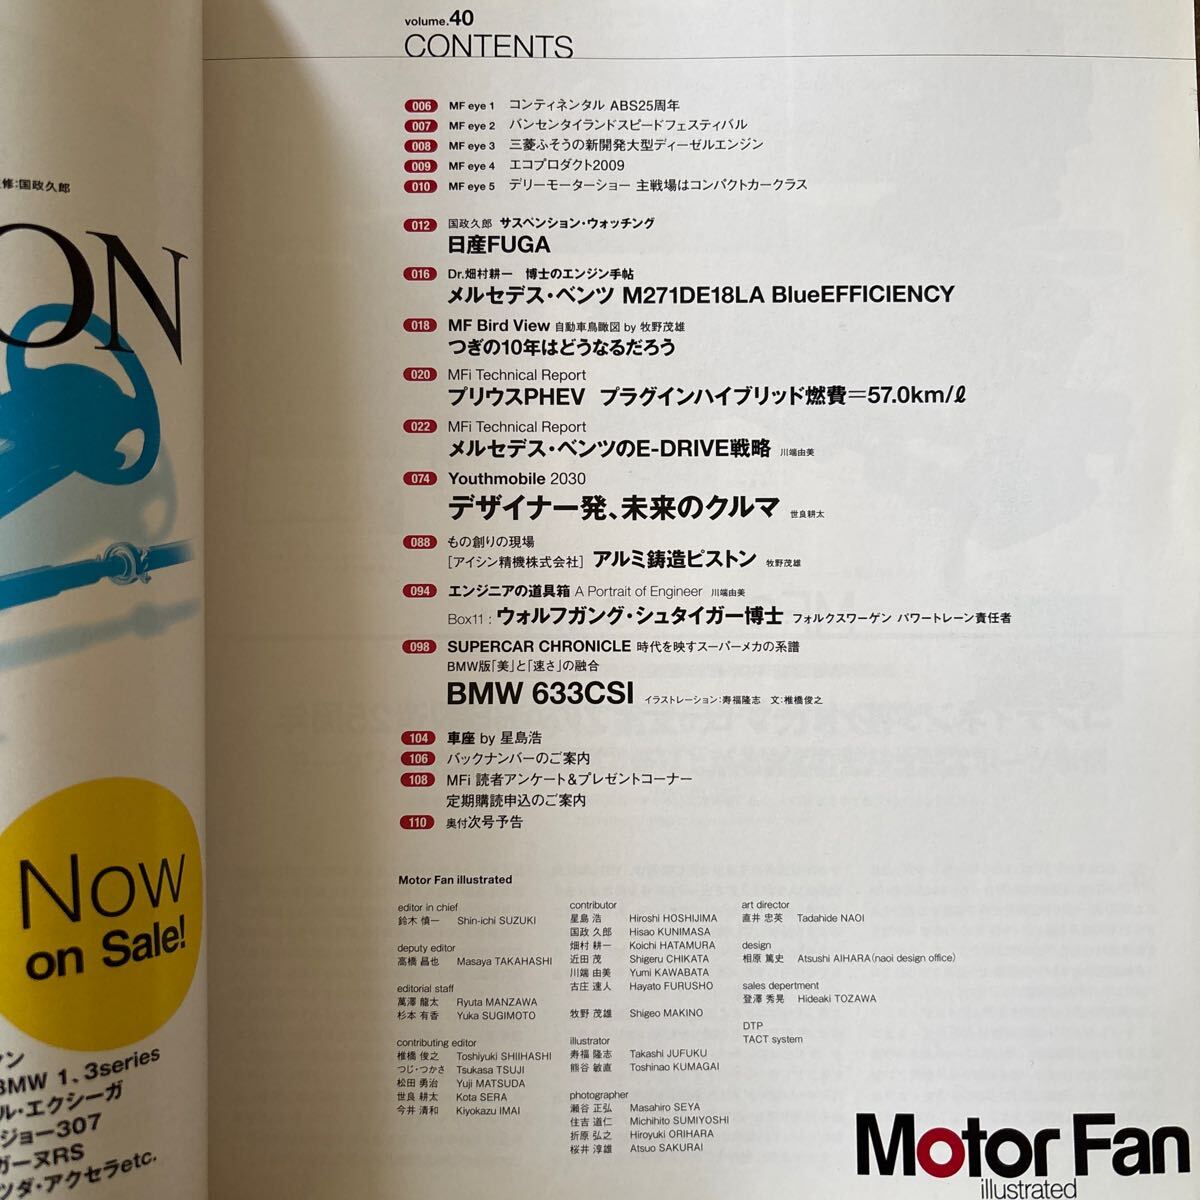 修:国政久郎
ON
Now
on Sale!
BMW 1、3series
ル・エクシーガ
ジョー307
ガーヌRS
ツダ・アクセラetc.
volume.40
CONTENTS
006 MF eye 1 コンティネンタル ABS25周年
007 MF eye 2 バンセンタイランドスピードフェスティバル
008 MF eye 3 三菱ふそうの新開発大型ディーゼルエンジン
009 MF eye 4 エコプロダクト2009
010 MF eye 5 デリーモーターショー 主戦場はコンパクトカークラス
012 国政久郎 サスペンション・ウォッチング
日産FUGA
016 Dr.畑村耕一 博士のエンジン手帖
メルセデス・ベンツ M271DE18LA BlueEFFICIENCY
018 MF Bird View 自動車鳥瞰図 by 牧野茂雄
つぎの10年はどうなるだろう
020 MFi Technical Report
プリウスPHEV プラグインハイブリッド燃費=57.0km/ℓ
022 MFi Technical Report
メルセデス・ベンツのE-DRIVE戦略 川端由美
074 Youthmobile 2030
デザイナー発、未来のクルマ 世良耕太
088 もの創りの現場
[アイシン精機株式会社] アルミ鋳造ピストン 牧野茂雄
094 エンジニアの道具箱 A Portrait of Engineer 川端由美
Box11 : ウォルフガング・シュタイガー博士 フォルクスワーゲン パワートレーン責任者
098 SUPERCAR CHRONICLE 時代を映すスーパーメカの系譜
BMW版「美」と「速さ」の融合
BMW 633CSI イラストレーション:寿福隆志 文:椎橋俊之
104 車座 by 星島浩
106 バックナンバーのご案内
108 MFi 読者アンケート&プレゼントコーナー
定期購読申込のご案内
110 奥付次号予告
Motor Fan illustrated
editor in chief
鈴木 慎一 Shin-ichi SUZUKI
deputy editor
高橋 昌也 Masaya TAKAHASHI
editorial staff
萬澤 龍太 Ryuta MANZAWA
杉本 有香 Yuka SUGIMOTO
contributing editor
椎橋 俊之 Toshiyuki SHIIHASHI
つじ・つかさ Tsukasa TSUJI
松田 勇治 Yuji MATSUDA
世良 耕太 Kota SERA
今井 清和 Kiyokazu IMAI
contributor
星島 浩 Hiroshi HOSHIJIMA
国政 久郎 Hisao KUNIMASA
畑村 耕一 Koichi HATAMURA
近田 茂 Shigeru CHIKATA
川端 由美 Yumi KAWABATA
古庄 速人 Hayato FURUSHO
牧野 茂雄 Shigeo MAKINO
illustrator
寿福 隆志 Takashi JUFUKU
熊谷 敏直 Toshinao KUMAGAI
photographer
瀬谷 正弘 Masahiro SEYA
住吉 道仁 Michihito SUMIYOSHI
折原 弘之 Hiroyuki ORIHARA
桜井 淳雄 Atsuo SAKURAI
art director
直井 忠英 Tadahide NAOI
design
相原 篤史 Atsushi AIHARA(naoi design office)
sales depertment
登澤 秀晃 Hideaki TOZAWA
DTP
TACT system
Motor Fan
illustrated